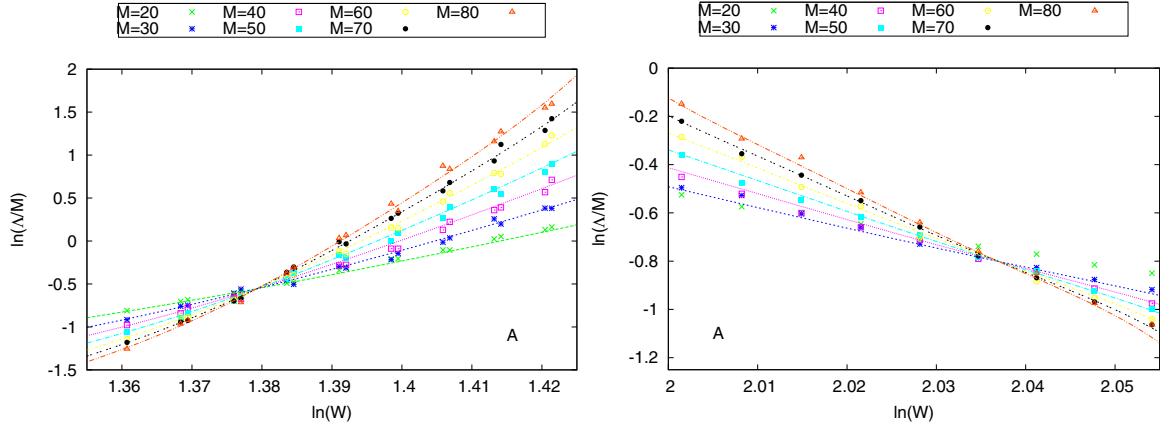 M=20 M=40 M=60 M=80
M=30 M=50 M=70
2
1.5
1
0.5
0
-0.5
-1
-1.5
ln(Λ/M)
A
1.36 1.37 1.38 1.39 1.4 1.41 1.42
ln(W)
M=20 M=40 M=60 M=80
M=30 M=50 M=70
0
-0.2
-0.4
-0.6
-0.8
-1
-1.2
ln(Λ/M)
A
2 2.01 2.02 2.03 2.04 2.05
ln(W)